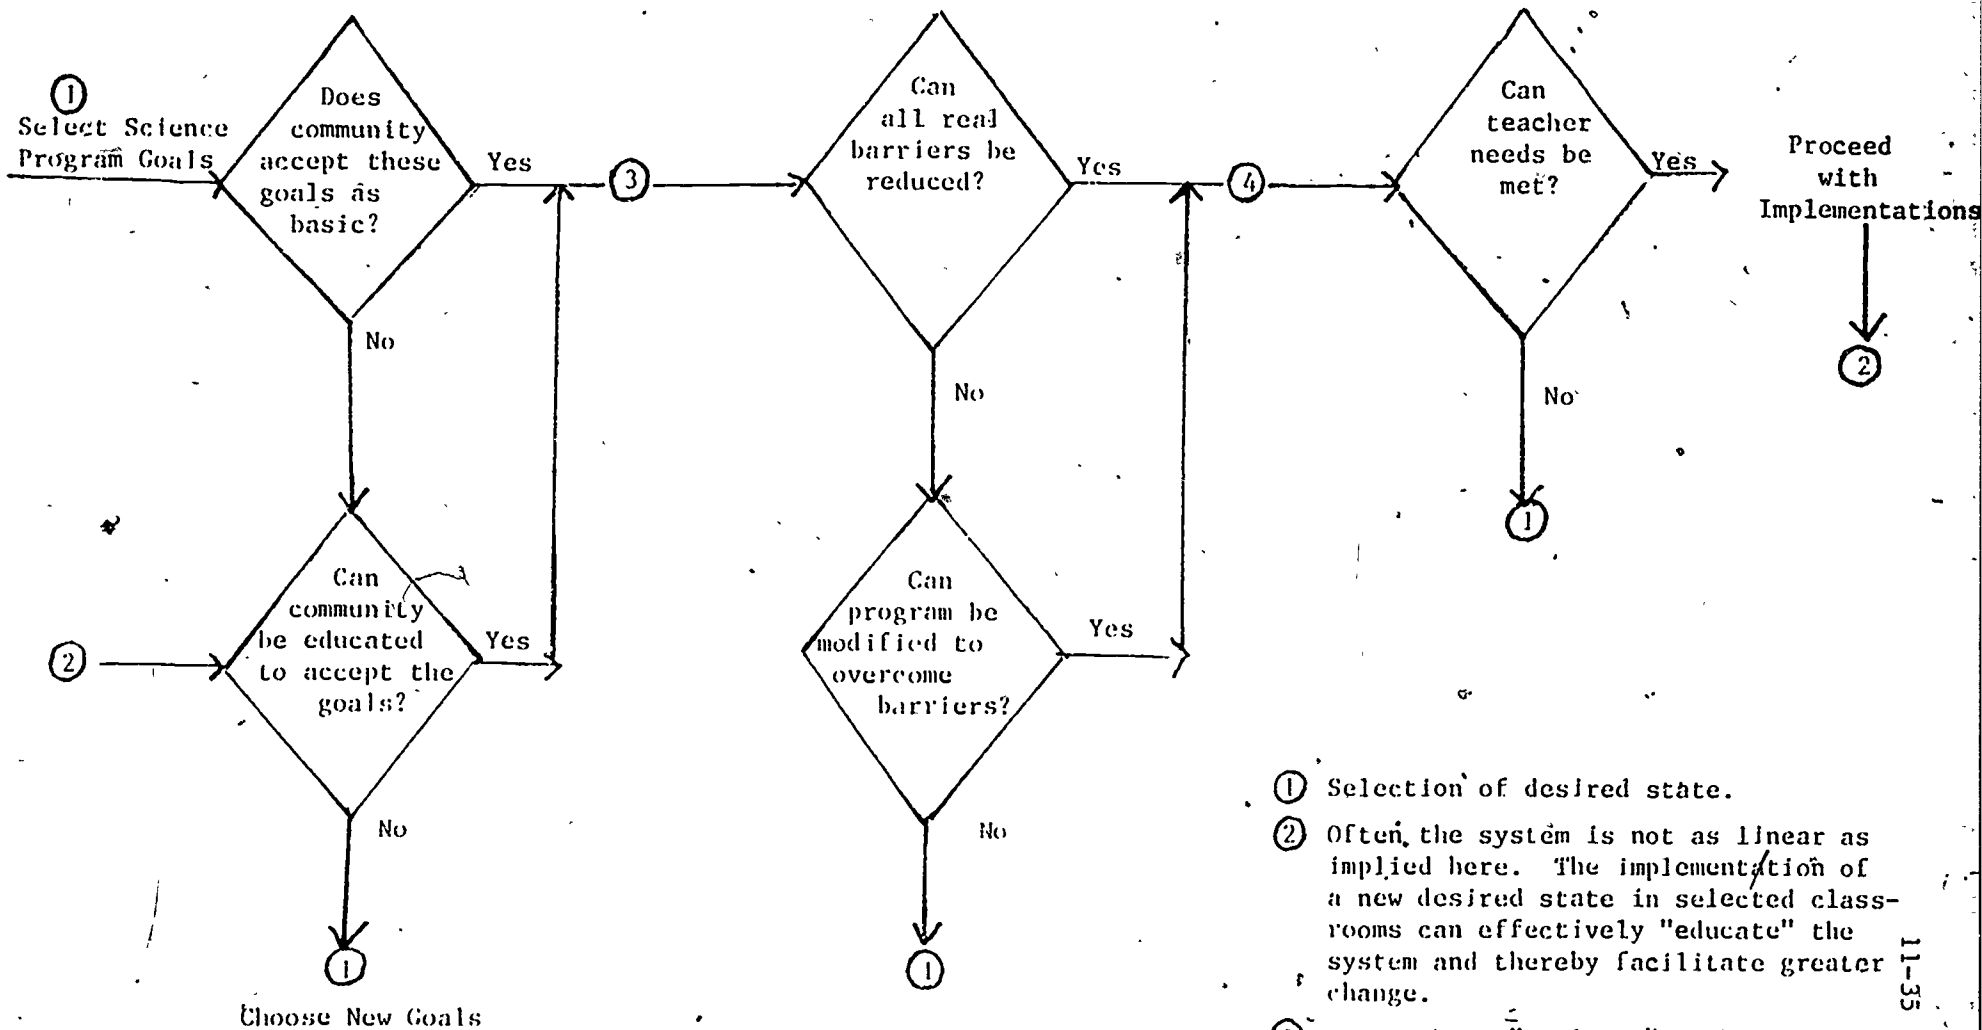 ①
Select Science
Program Goals
Does
community
accept these
goals as
basic?
Yes
No
③
Can
all real
barriers be
reduced?
Yes
No
④
Can
teacher
needs be
met?
Yes
No
①
Proceed
with
Implementations
②
②
Can
community
be educated
to accept the
goals?
Yes
No
①
Choose New Goals
Can
program be
modified to
overcome
barriers?
Yes
No
①
① Selection of desired state.
② Often, the system is not as linear as
implied here. The implementation of
a new desired state in selected class-
rooms can effectively "educate" the
system and thereby facilitate greater
change.
11-35